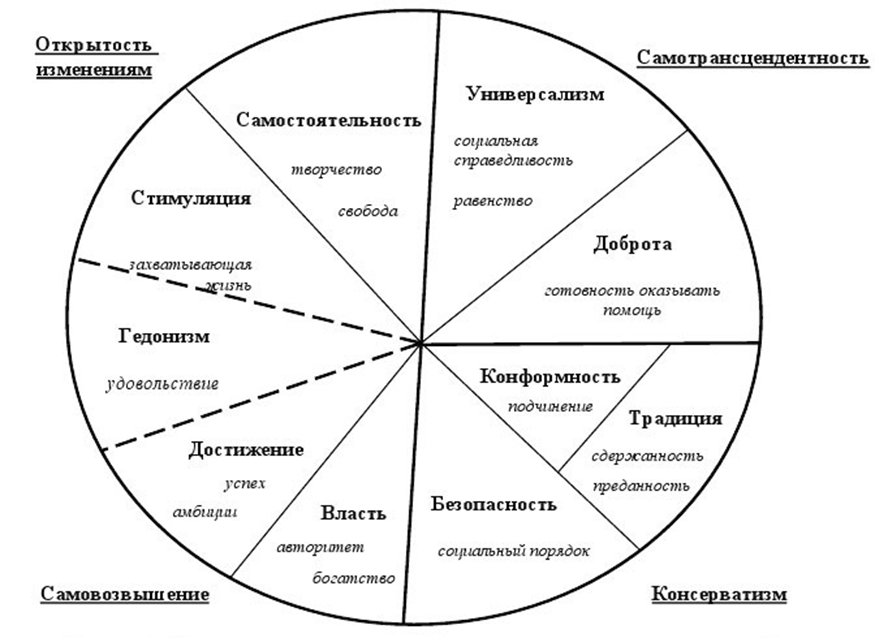 Открытость
изменениям
Самотрансцендентность
Универсализм
Самостоятельность
социальная
справедливость
творчество
Стимуляция
равенство
свобода
Доброта
захватывающая
жизнь
готовность оказывать
помощь
Гедонизм
удовольствие
Конформность
подчинение
Традиция
Достижение
сдержанность
успех
преданность
амбиции
Власть
Безопасность
авторитет
социальный порядок
богатство
Самовозвышение
Консерватизм